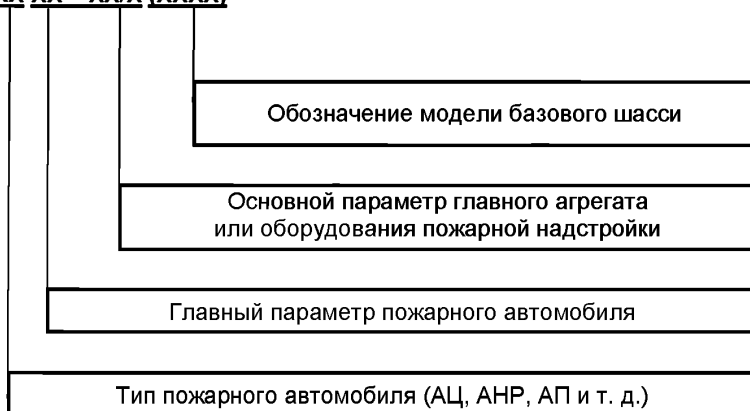 Обозначение модели базового шасси
Основной параметр главного агрегата
или оборудования пожарной надстройки
Главный параметр пожарного автомобиля
Тип пожарного автомобиля (АЦ, АНР, АП и т. д.)